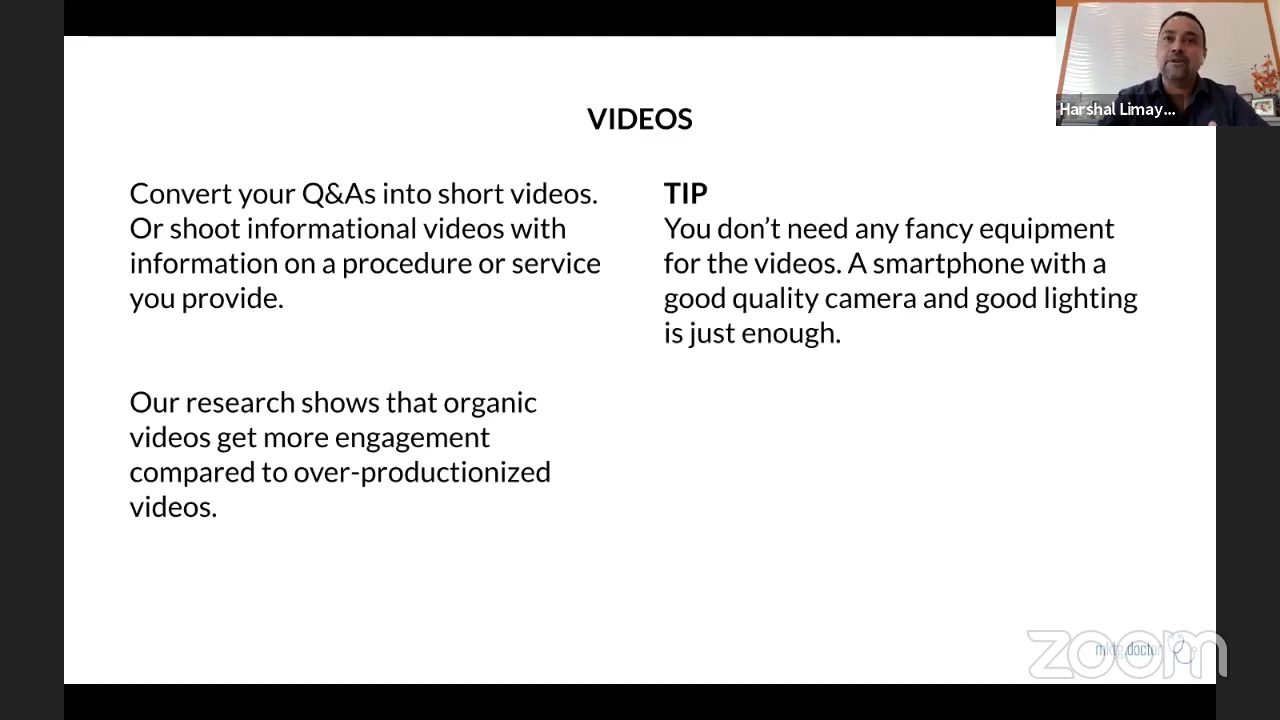 VIDEOS
Harshal Limay...
Convert your Q&As into short videos.
Or shoot informational videos with
information on a procedure or service
you provide.
Our research shows that organic
videos get more engagement
compared to over-productionized
videos.
TIP
You don’t need any fancy equipment
for the videos. A smartphone with a
good quality camera and good lighting
is just enough.
mktg.doctor
zoom